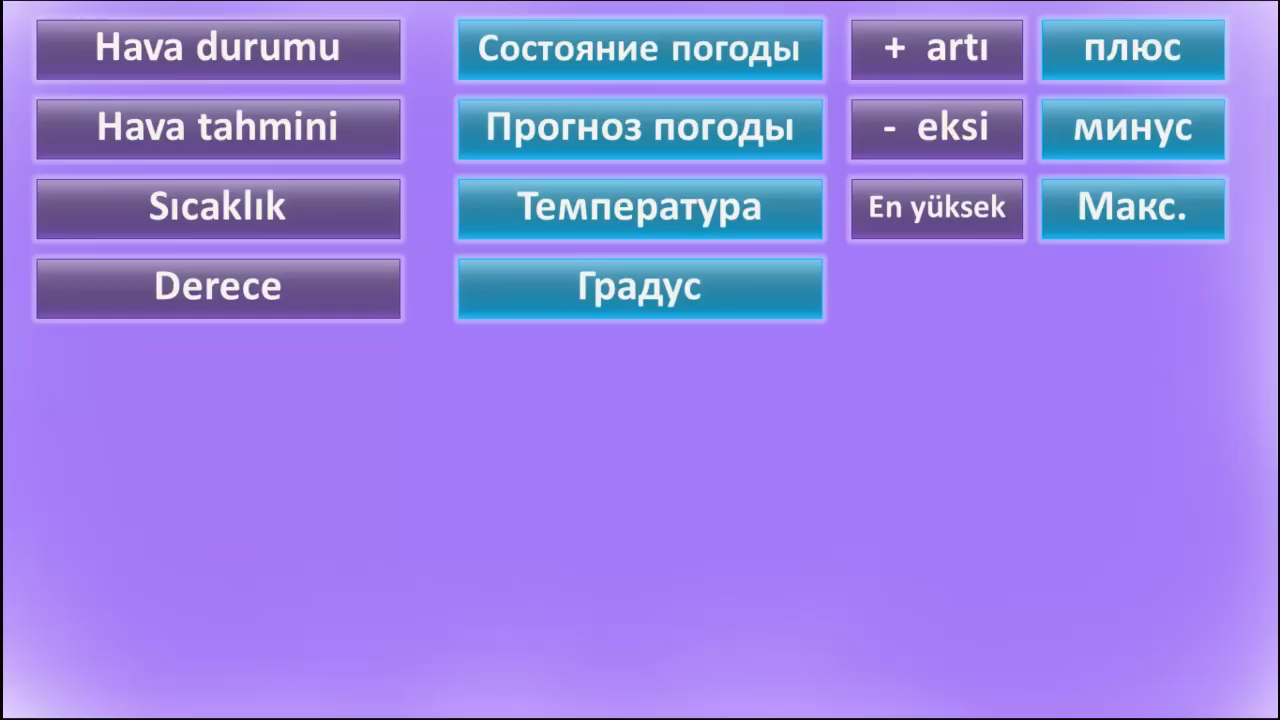 Hava durumu Состояние погоды + artı плюс
Hava tahmini Прогноз погоды - eksi минус
Sıcaklık Температура En yüksek Макс.
Derece Градус